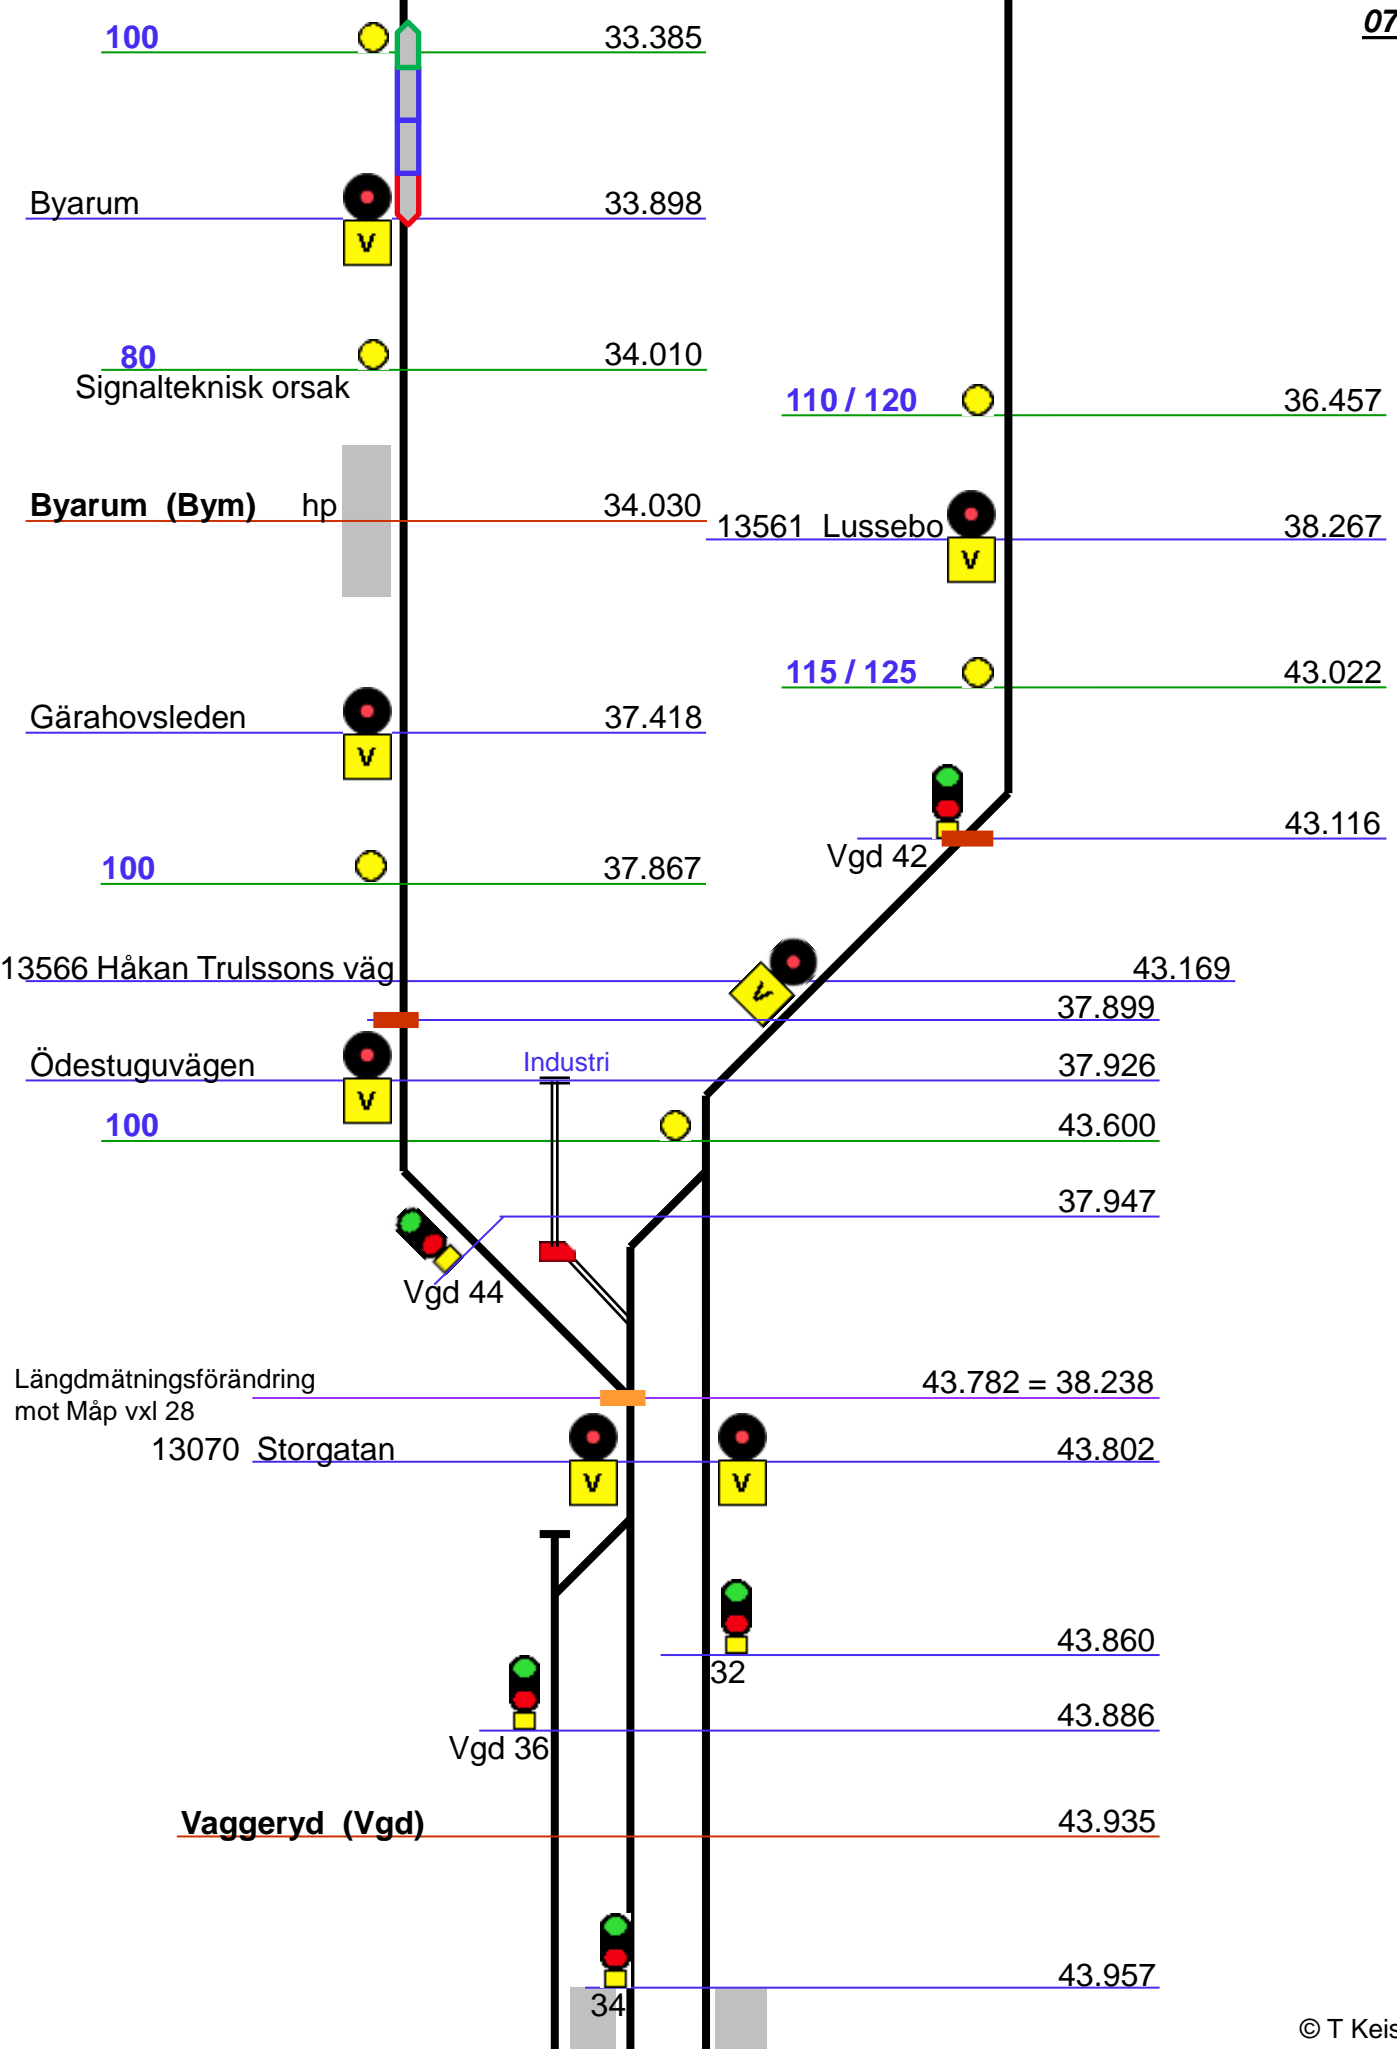 07
100 33.385
Byarum 33.898
V
80 34.010
Signalteknisk orsak
110 / 120 36.457
Byarum (Bym) hp 34.030
13561 Lussebo 38.267
V
115 / 125 43.022
Gärahovsleden 37.418
V
43.116
Vgd 42
100 37.867
13566 Håkan Trulssons väg 43.169
V
37.899
Ödestuguvägen Industri 37.926
V
100 43.600
37.947
Vgd 44
Längdmätningsförändring 43.782 = 38.238
mot Måp vxl 28
13070 Storgatan 43.802
V V
43.860
32
43.886
Vgd 36
Vaggeryd (Vgd) 43.935
43.957
34
© T Keis